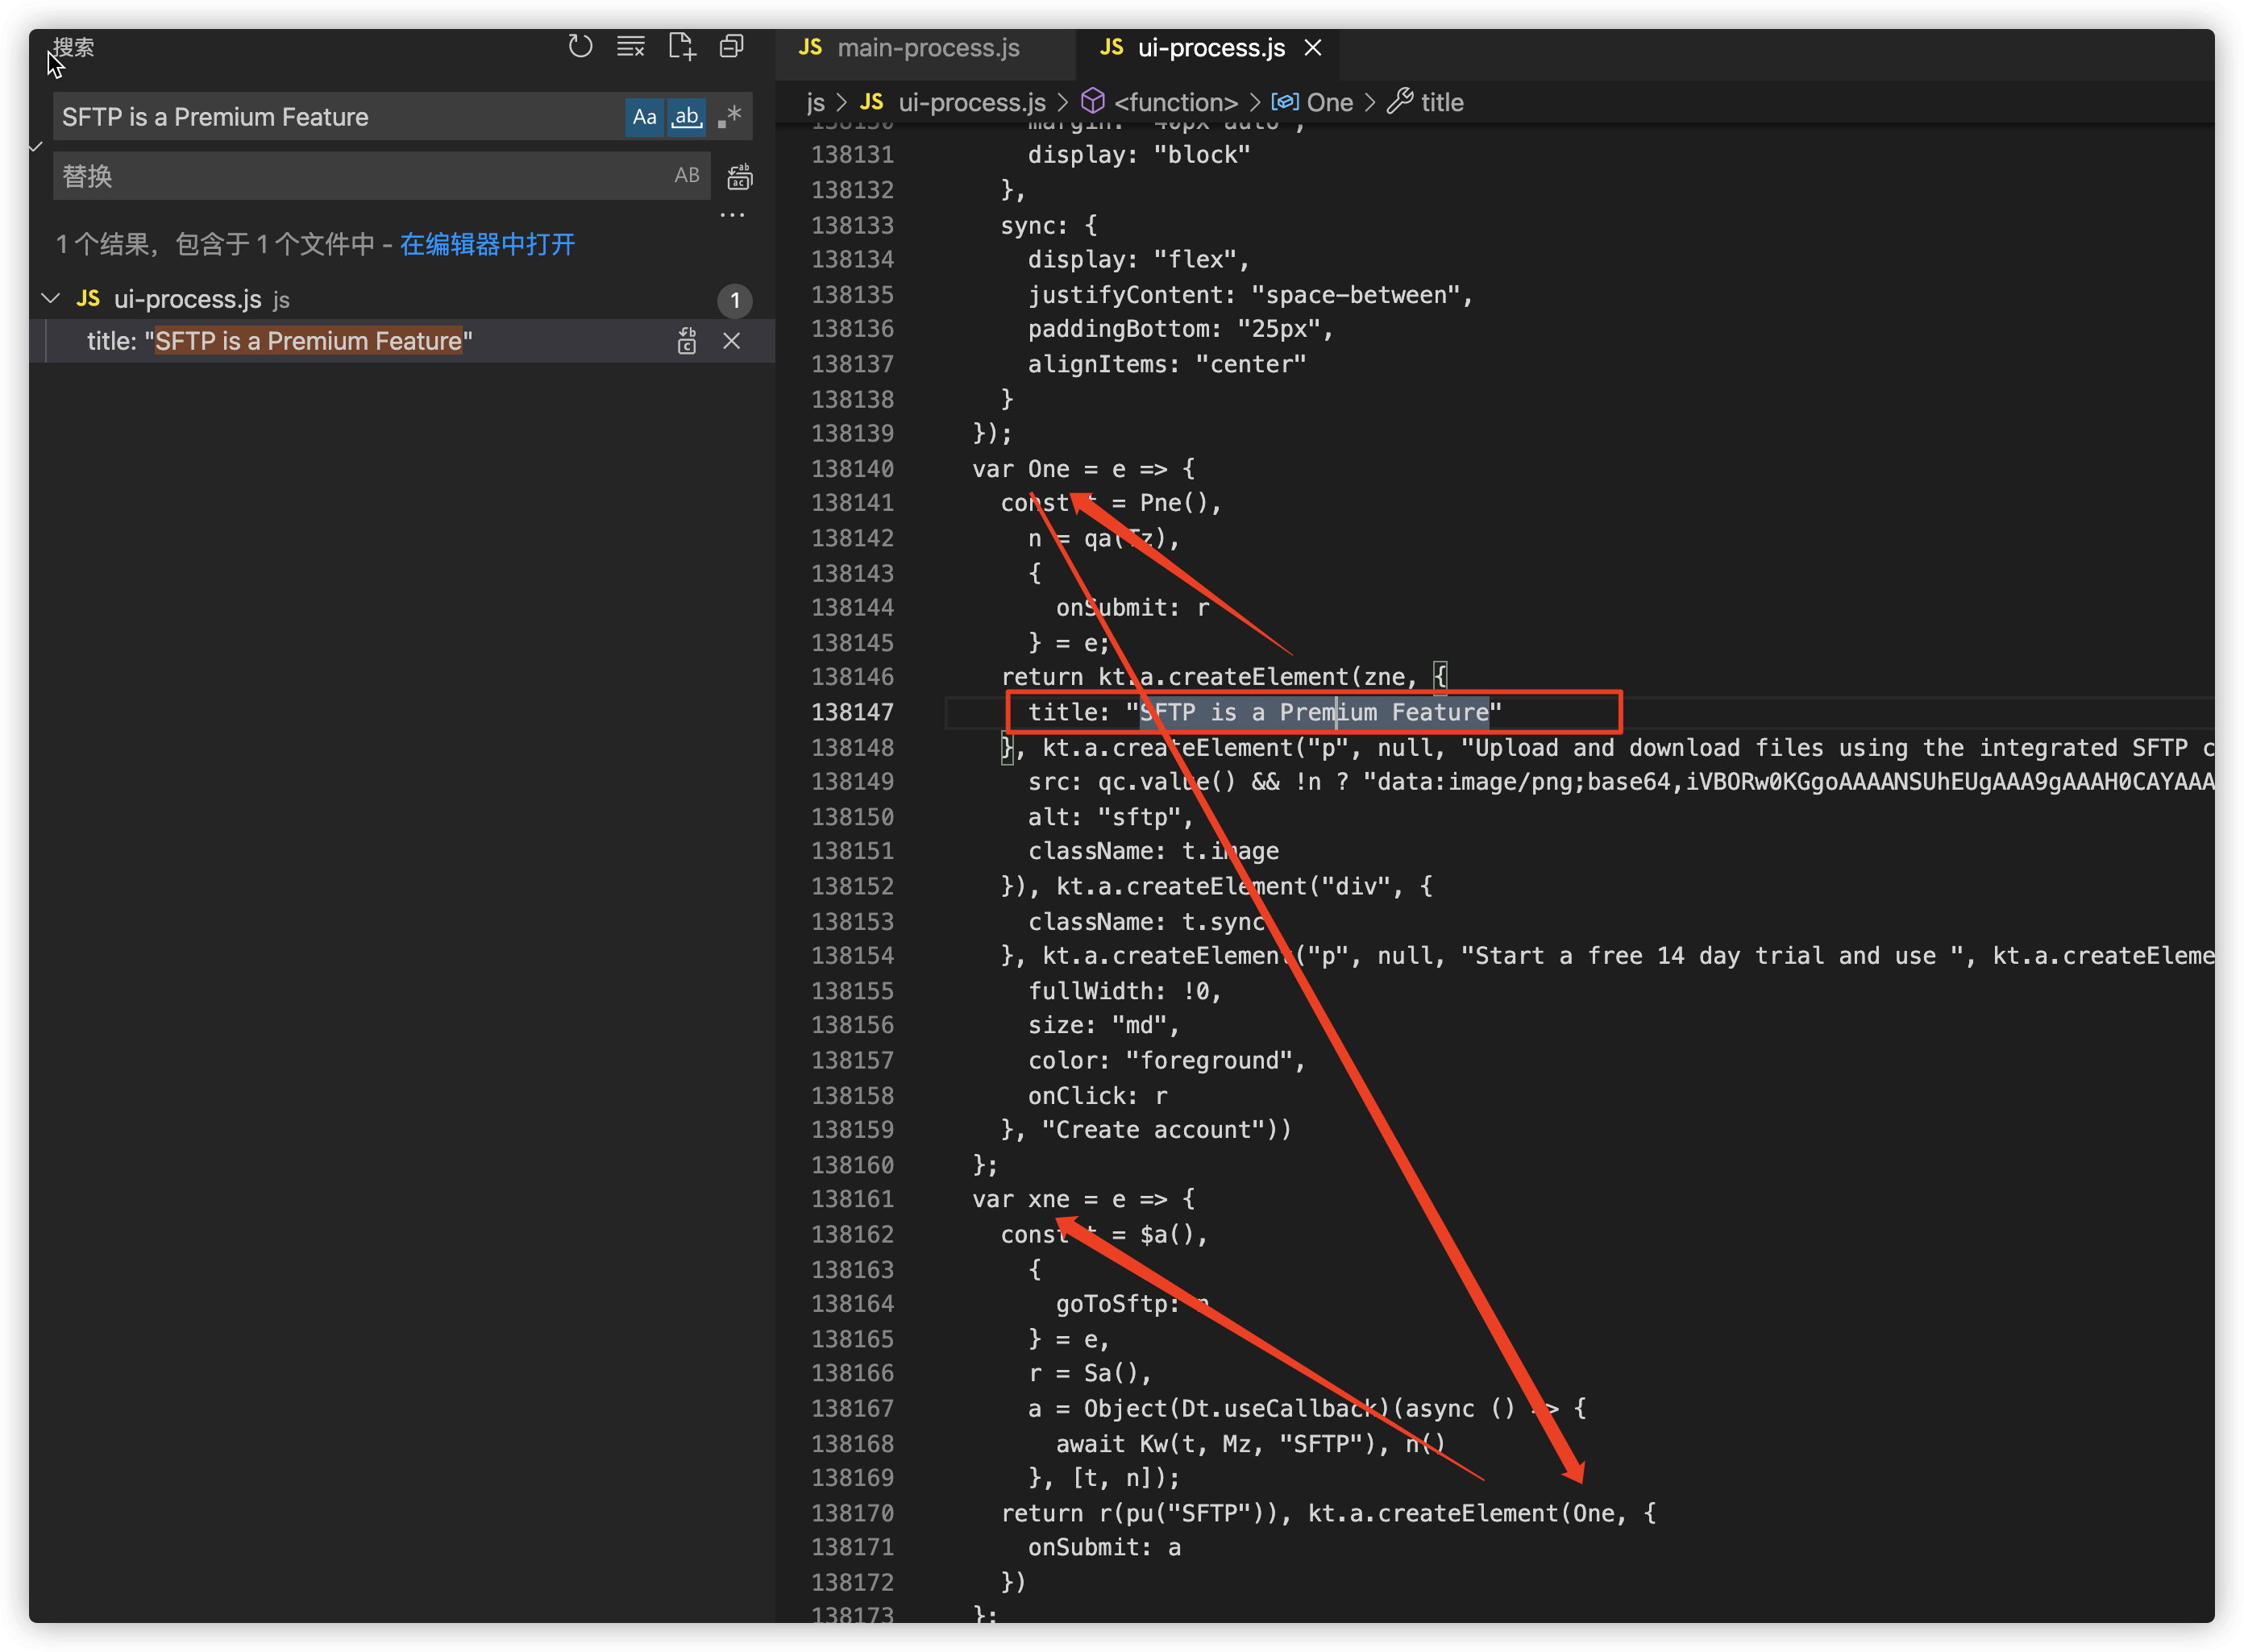 搜索
SFTP is a Premium Feature
Aa ab .*
替换
AB
1 个结果，包含于 1 个文件中 - 在编辑器中打开
JS ui-process.js js 1
title: "SFTP is a Premium Feature"
JS main-process.js JS ui-process.js
js > JS ui-process.js > <function> > One > title
138130 margin: "40px auto",
138131 display: "block"
138132 },
138133 sync: {
138134 display: "flex",
138135 justifyContent: "space-between",
138136 paddingBottom: "25px",
138137 alignItems: "center"
138138 }
138139 });
138140 var One = e => {
138141 const t = Pne(),
138142 n = qa(Tz),
138143 {
138144 onSubmit: r
138145 } = e;
138146 return kt.a.createElement(zne, {
138147 title: "SFTP is a Premium Feature"
138148 }, kt.a.createElement("p", null, "Upload and download files using the integrated SFTP c
138149 src: qc.value() && !n ? "data:image/png;base64,iVBORw0KGgoAAAANSUhEUgAAA9gAAAH0CAYAAA
138150 alt: "sftp",
138151 className: t.image
138152 }), kt.a.createElement("div", {
138153 className: t.sync
138154 }, kt.a.createElement("p", null, "Start a free 14 day trial and use ", kt.a.createEleme
138155 fullWidth: !0,
138156 size: "md",
138157 color: "foreground",
138158 onClick: r
138159 }, "Create account"))
138160 };
138161 var xne = e => {
138162 const t = $a(),
138163 {
138164 goToSftp: n
138165 } = e,
138166 r = Sa(),
138167 a = Object(Dt.useCallback)(async () => {
138168 await Kw(t, Mz, "SFTP"), n()
138169 }, [t, n]);
138170 return r(pu("SFTP")), kt.a.createElement(One, {
138171 onSubmit: a
138172 })
138173 };